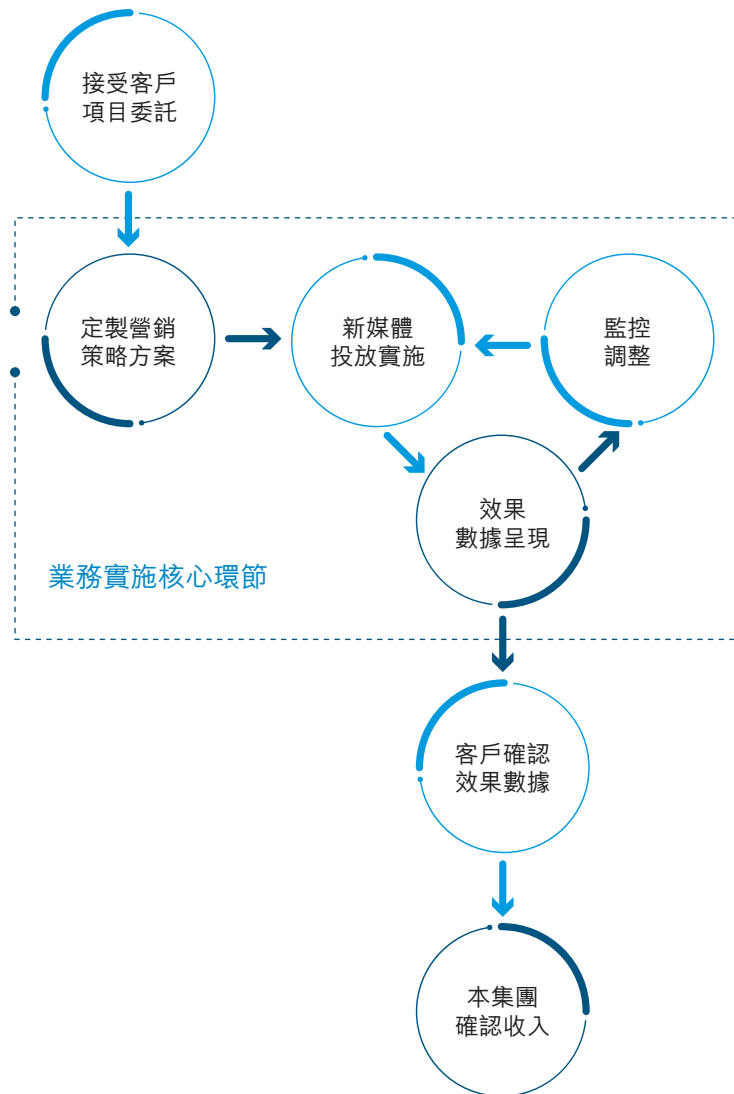 接受客戶
項目委託
定製營銷
策略方案
新媒體
投放實施
監控
調整
效果
數據呈現
業務實施核心環節
客戶確認
效果數據
本集團
確認收入